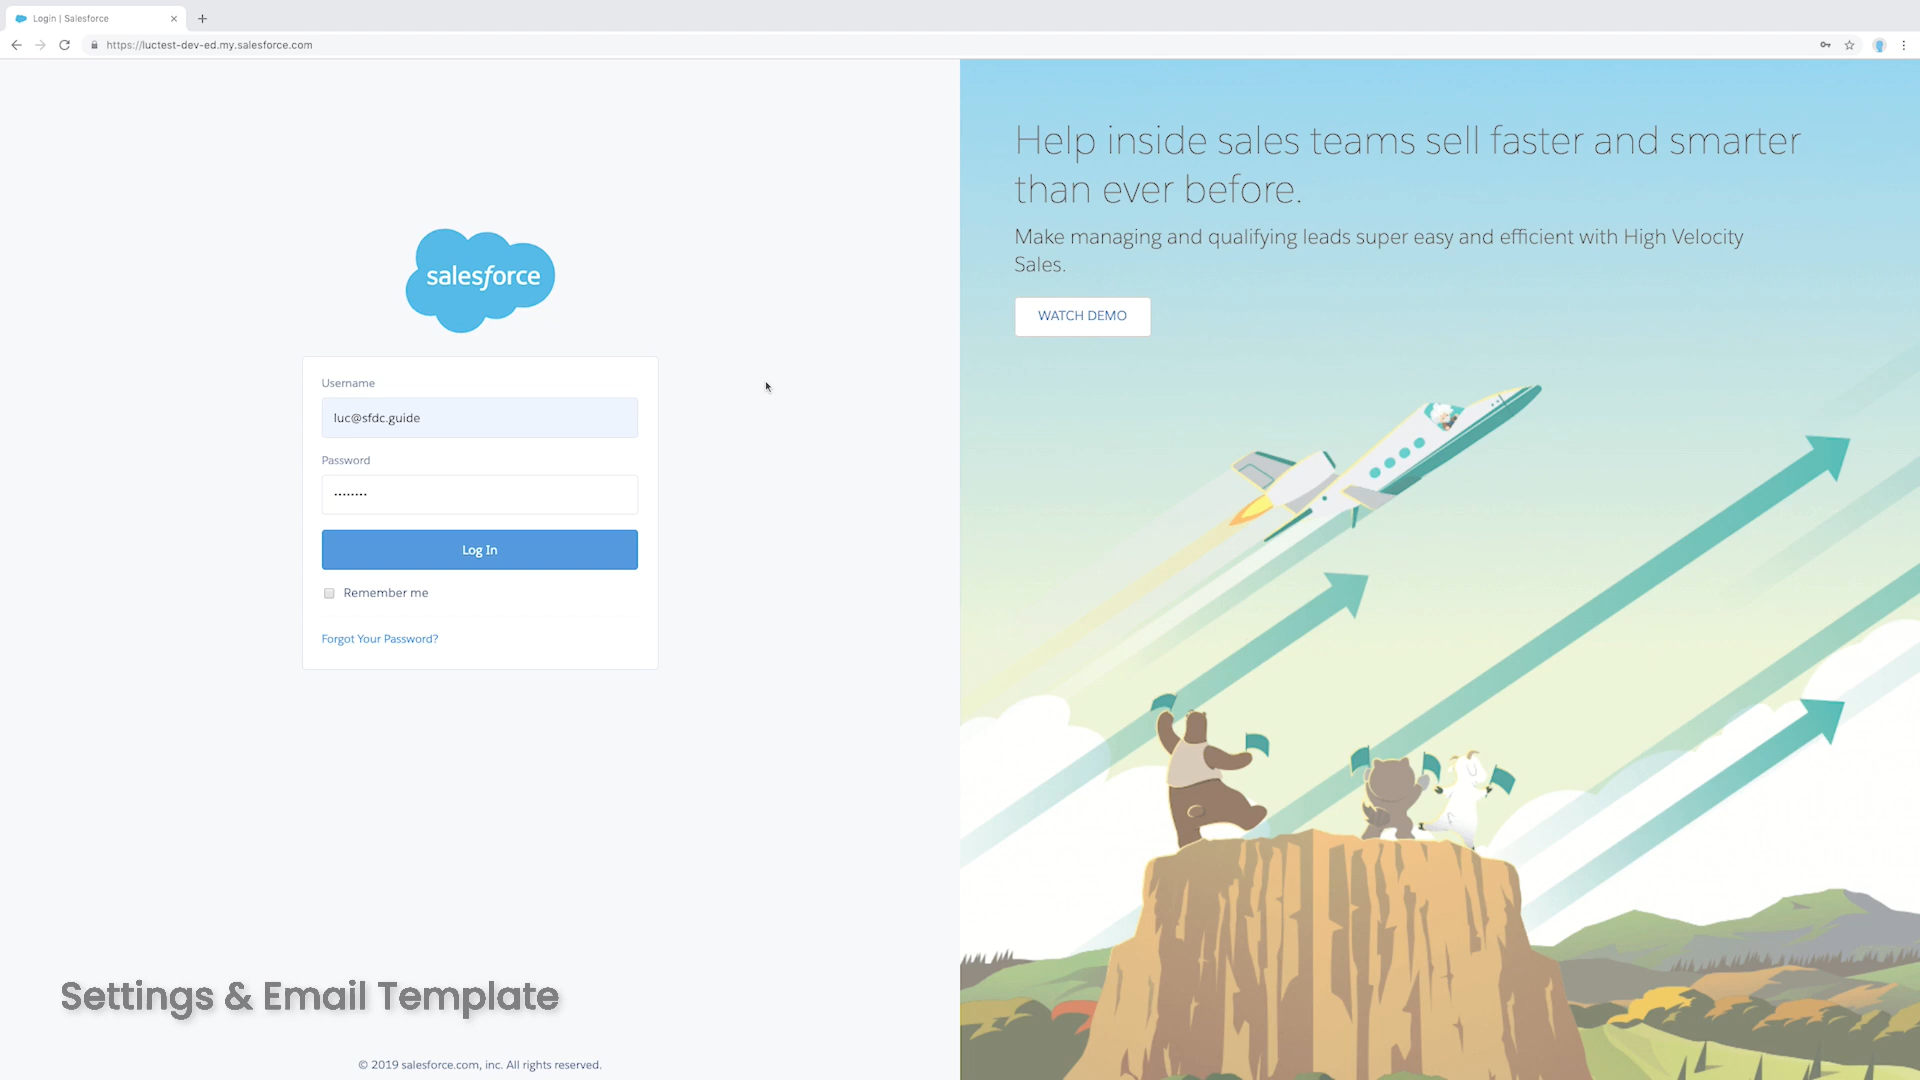 Login | Salesforce
https://luctest-dev-ed.my.salesforce.com
salesforce
Username
luc@sfdc.guide
Password
••••••••
Log In
Remember me
Forgot Your Password?
Settings & Email Template
© 2019 salesforce.com, inc. All rights reserved.
Help inside sales teams sell faster and smarter
than ever before.
Make managing and qualifying leads super easy and efficient with High Velocity
Sales.
WATCH DEMO